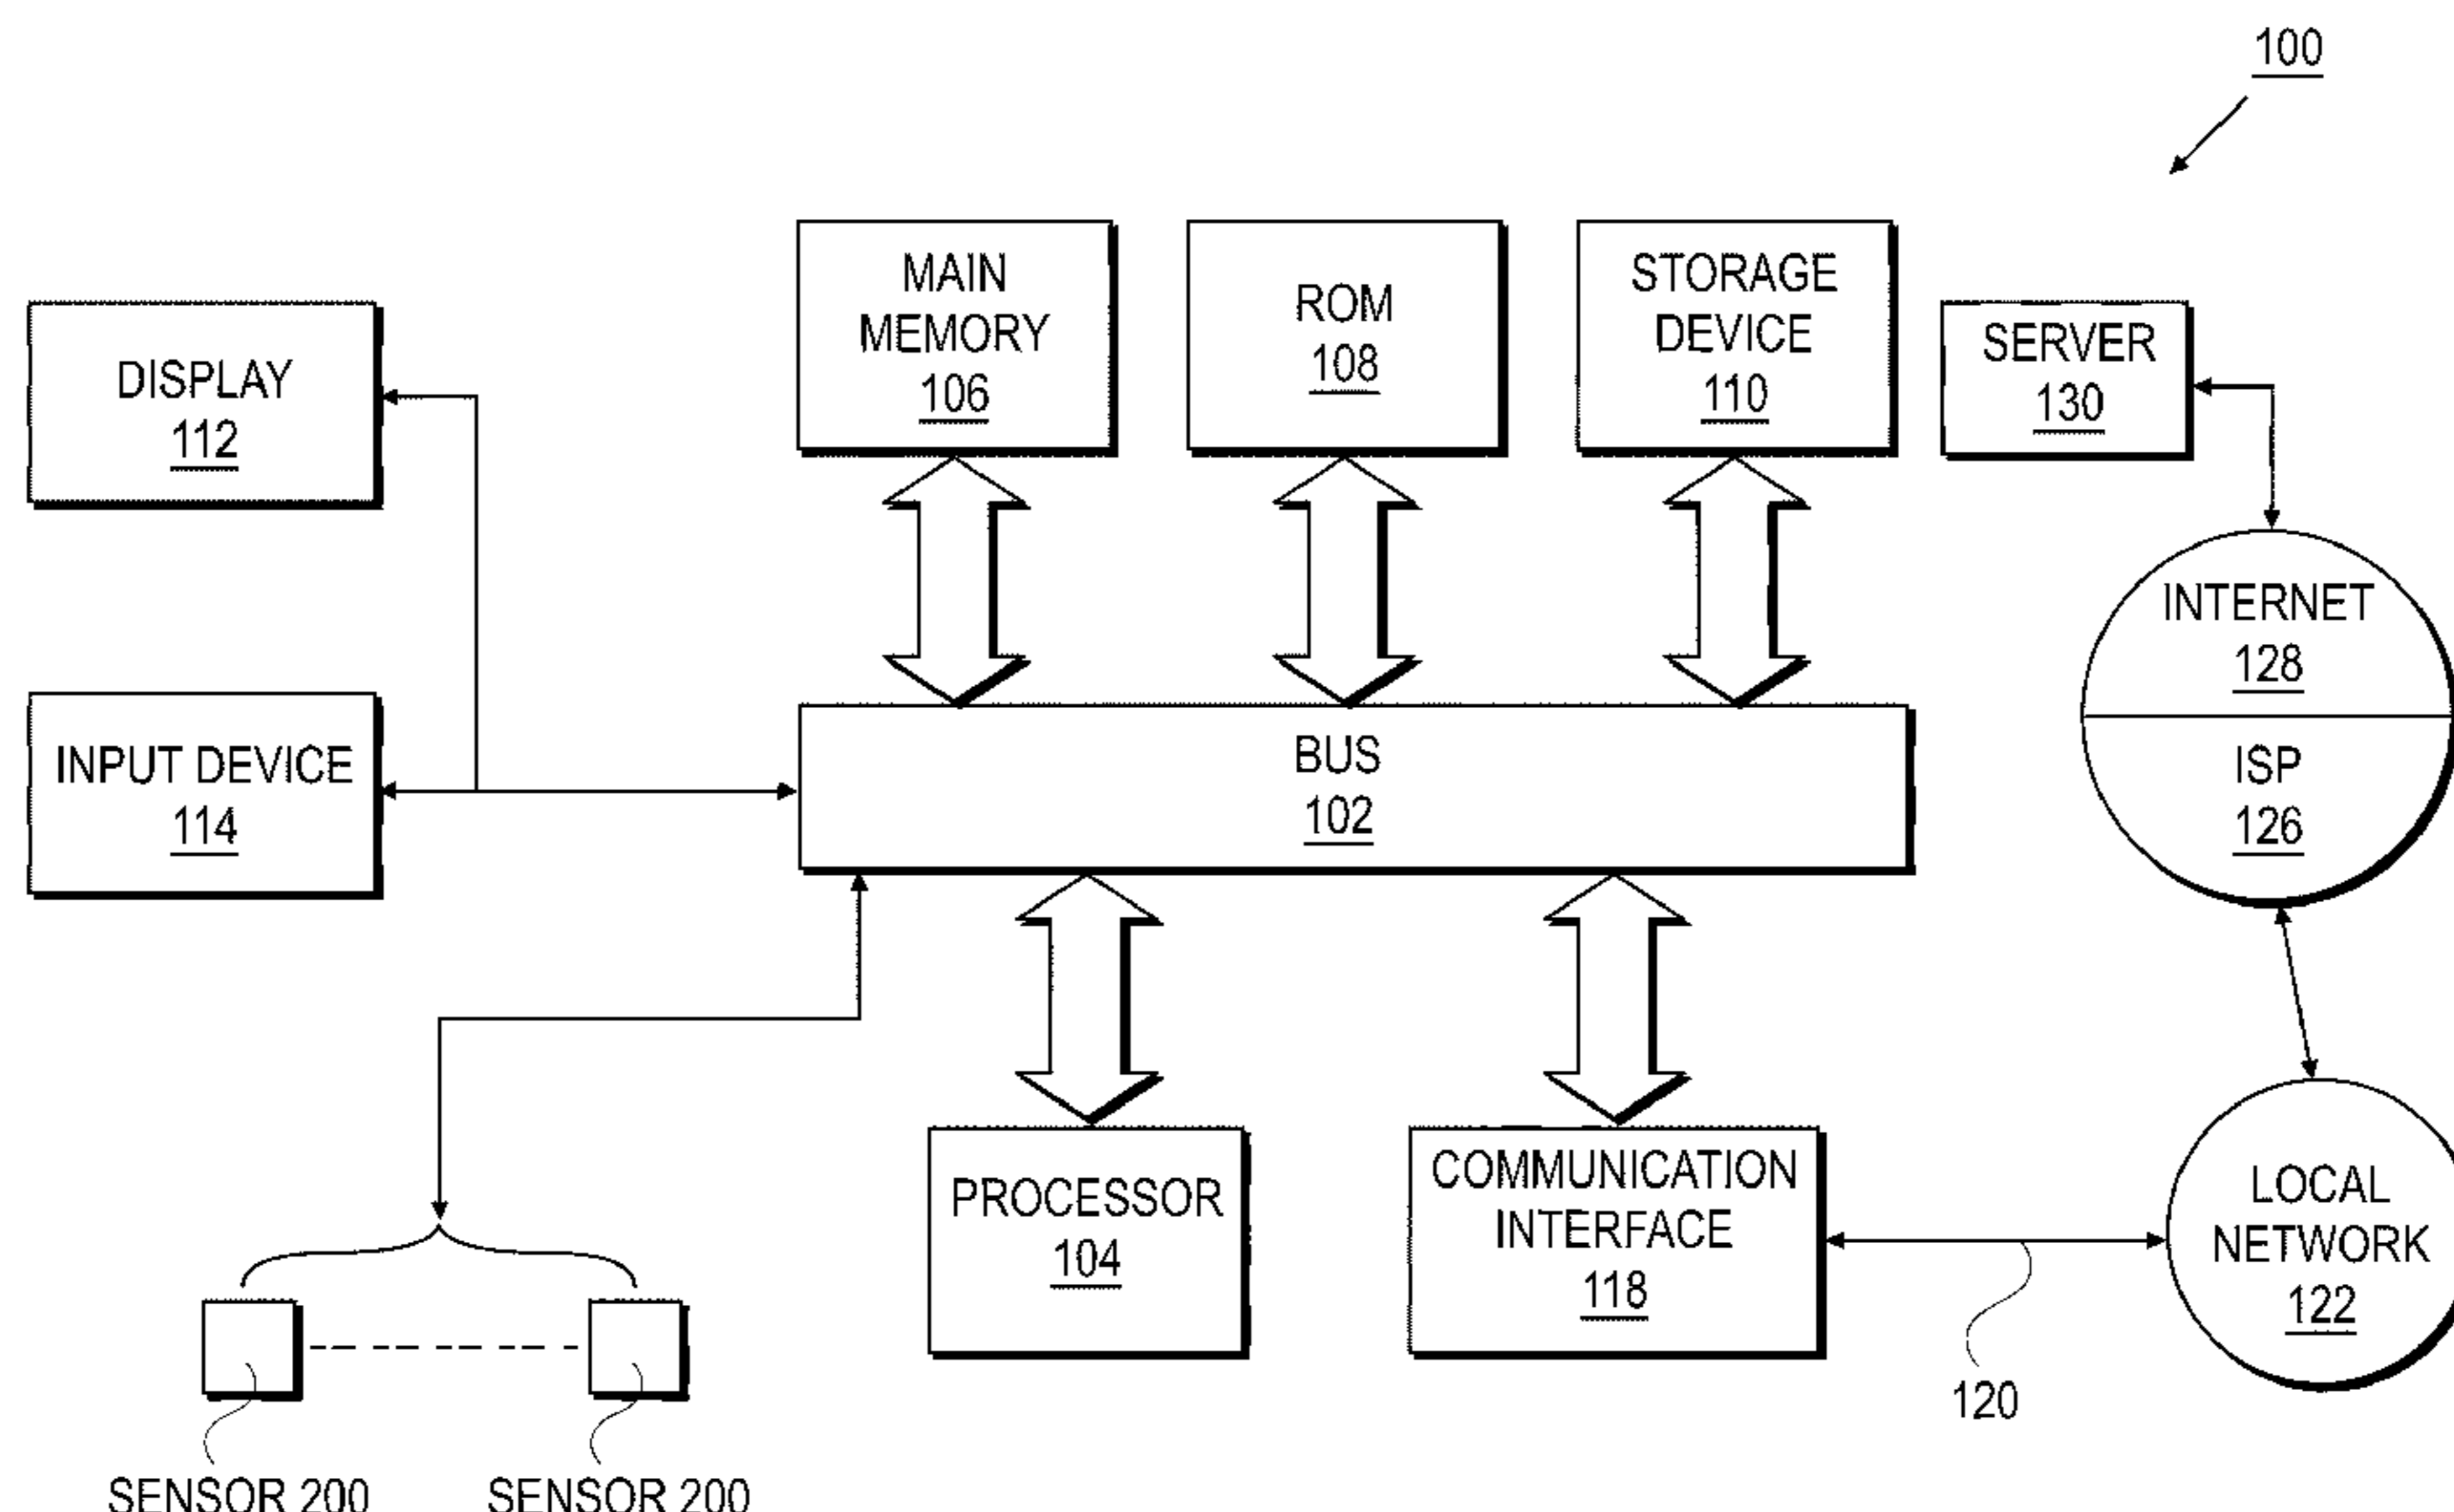 100
MAIN
MEMORY
106
ROM
108
STORAGE
DEVICE
110
SERVER
130
DISPLAY
112
INTERNET
128
ISP
126
INPUT DEVICE
114
BUS
102
PROCESSOR
104
COMMUNICATION
INTERFACE
118
LOCAL
NETWORK
122
120
SENSOR 200
SENSOR 200